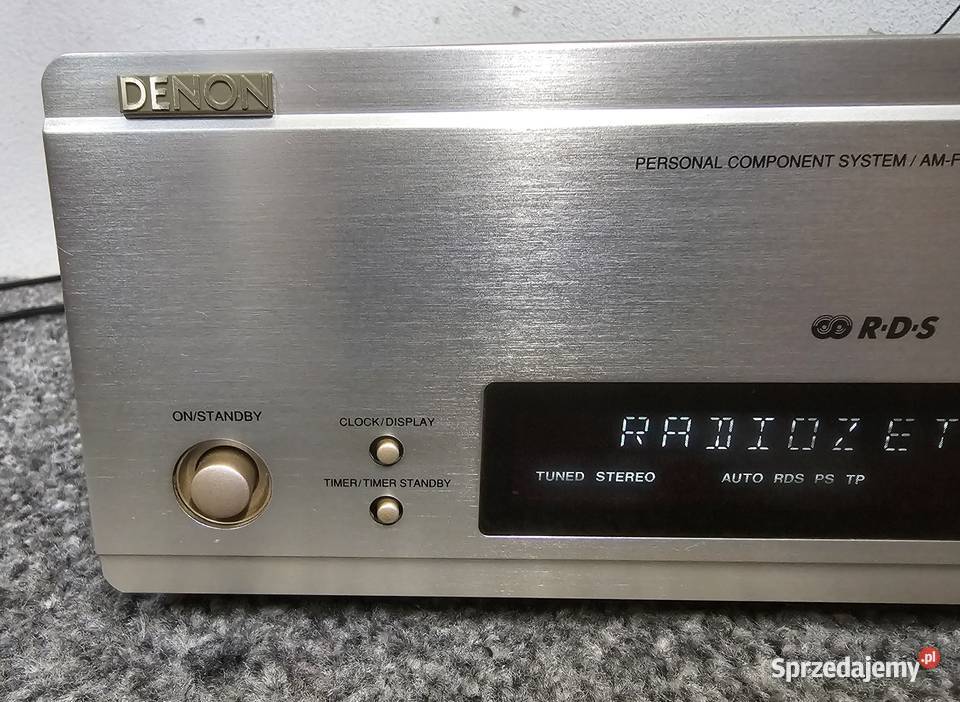 DENON
PERSONAL COMPONENT SYSTEM / AM-F
R·D·S
ON/STANDBY
CLOCK/DISPLAY
TIMER/TIMER STANDBY
RADIOZET
TUNED STEREO AUTO RDS PS TP
Sprzedajemy.pl